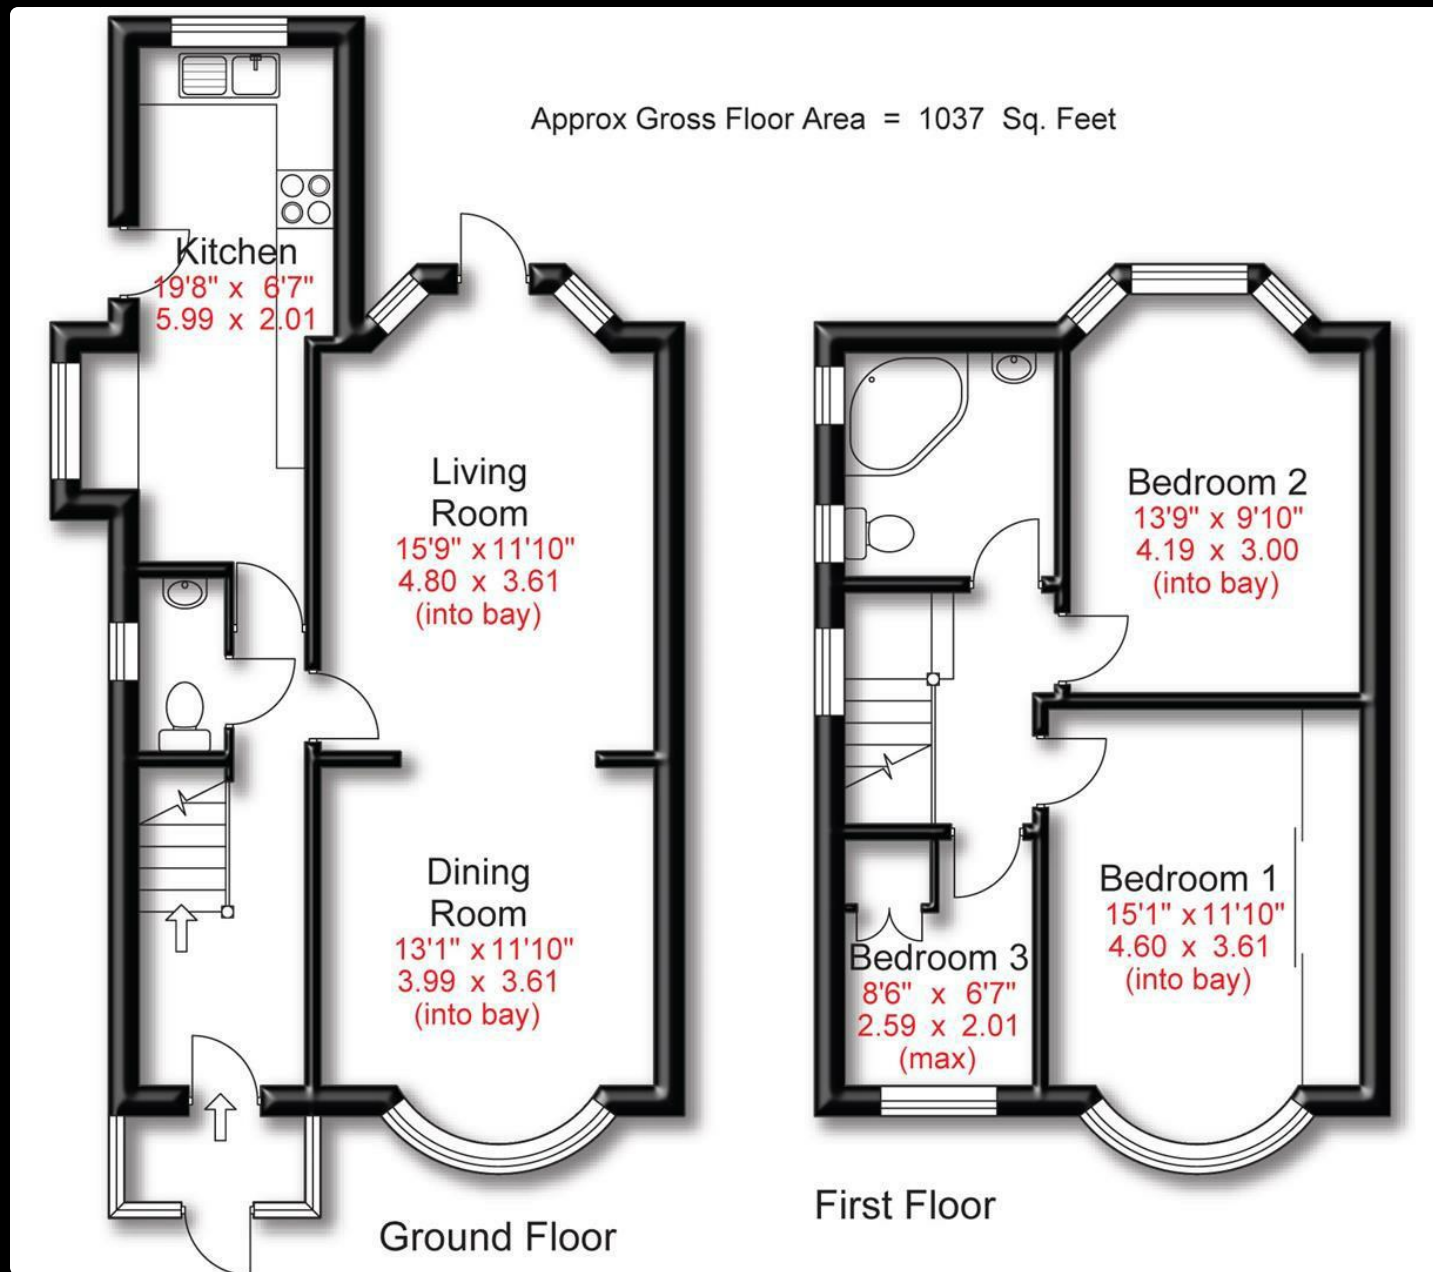 Approx Gross Floor Area = 1037 Sq. Feet
Kitchen
19'8" x 6'7"
5.99 x 2.01
Living
Room
15'9" x 11'10"
4.80 x 3.61
(into bay)
Dining
Room
13'1" x 11'10"
3.99 x 3.61
(into bay)
Ground Floor
Bedroom 2
13'9" x 9'10"
4.19 x 3.00
(into bay)
Bedroom 1
15'1" x 11'10"
4.60 x 3.61
(into bay)
Bedroom 3
8'6" x 6'7"
2.59 x 2.01
(max)
First Floor